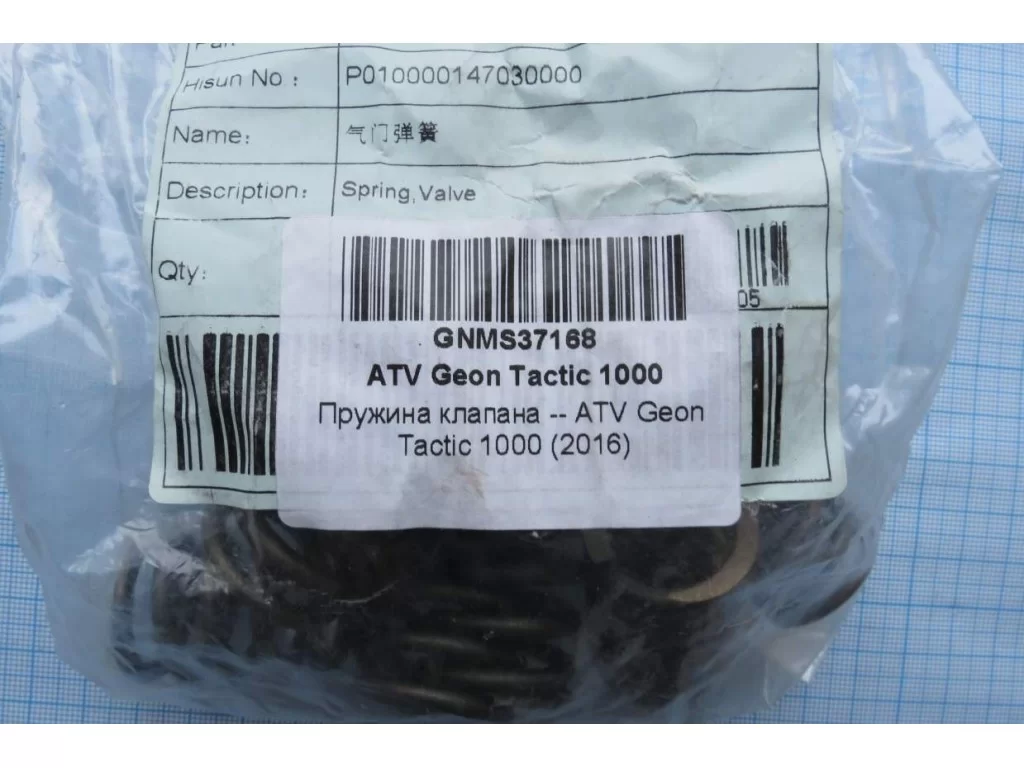 Hisun No : P010000147030000
Name: 气门弹簧
Description: Spring,Valve
Qty:
05
GNMS37168
ATV Geon Tactic 1000
Пружина клапана -- ATV Geon
Tactic 1000 (2016)